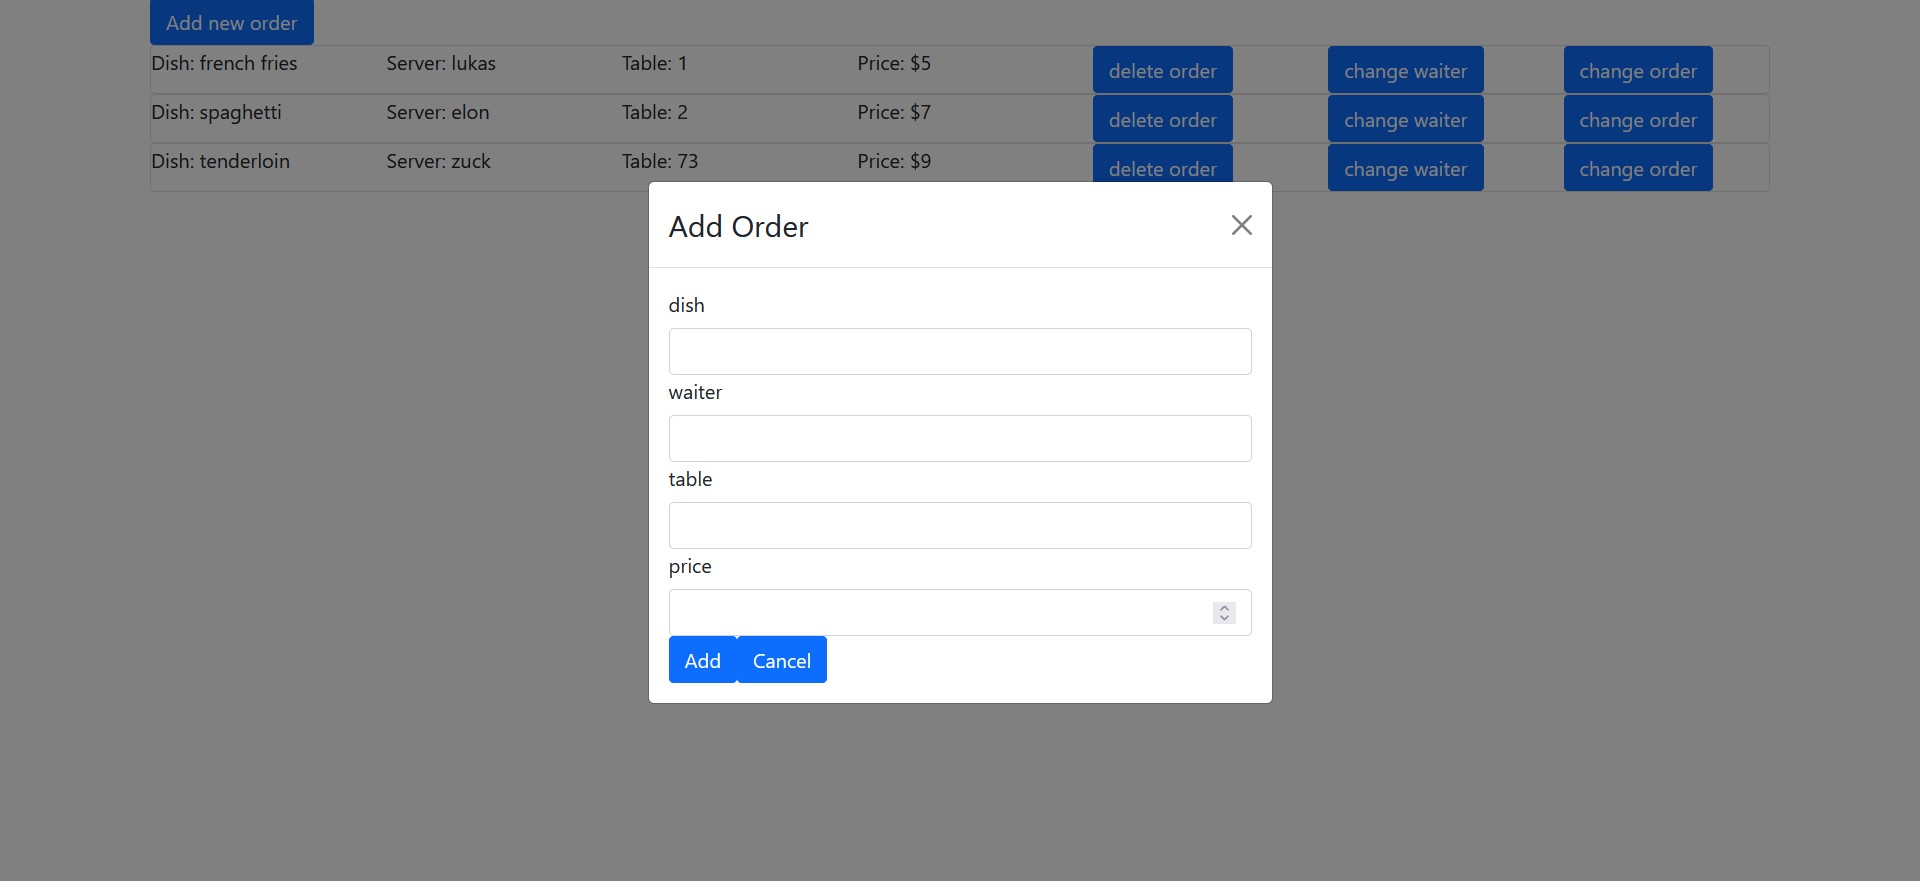 Add new order
Dish: french fries Server: lukas Table: 1 Price: $5 delete order change waiter change order
Dish: spaghetti Server: elon Table: 2 Price: $7 delete order change waiter change order
Dish: tenderloin Server: zuck Table: 73 Price: $9 delete order change waiter change order
Add Order
dish
waiter
table
price
Add Cancel